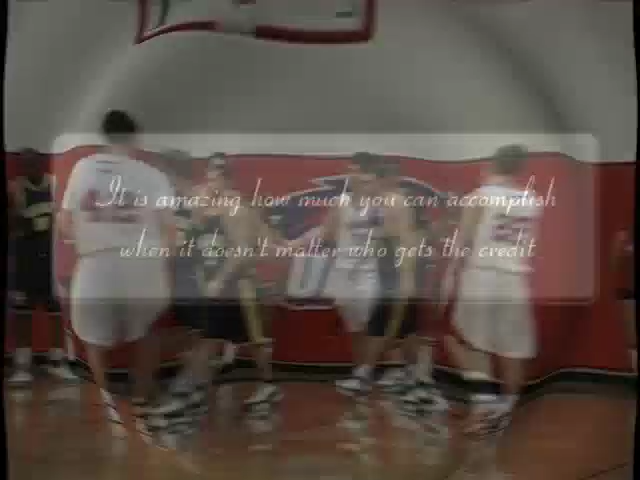 It is amazing how much you can accomplish
when it doesn't matter who gets the credit